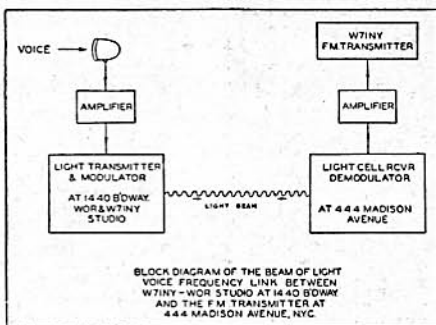 VOICE
AMPLIFIER
LIGHT TRANSMITTER
& MODULATOR
AT 1440 B'DWAY.
WOR & W71NY
STUDIO
LIGHT BEAM
W71NY
F.M. TRANSMITTER
AMPLIFIER
LIGHT CELL RCVR
DEMODULATOR
AT 444 MADISON
AVENUE
BLOCK DIAGRAM OF THE BEAM OF LIGHT
VOICE FREQUENCY LINK BETWEEN
W71NY-WOR STUDIO AT 1440 B'DWAY
AND THE FM TRANSMITTER AT
444 MADISON AVENUE, NYC.